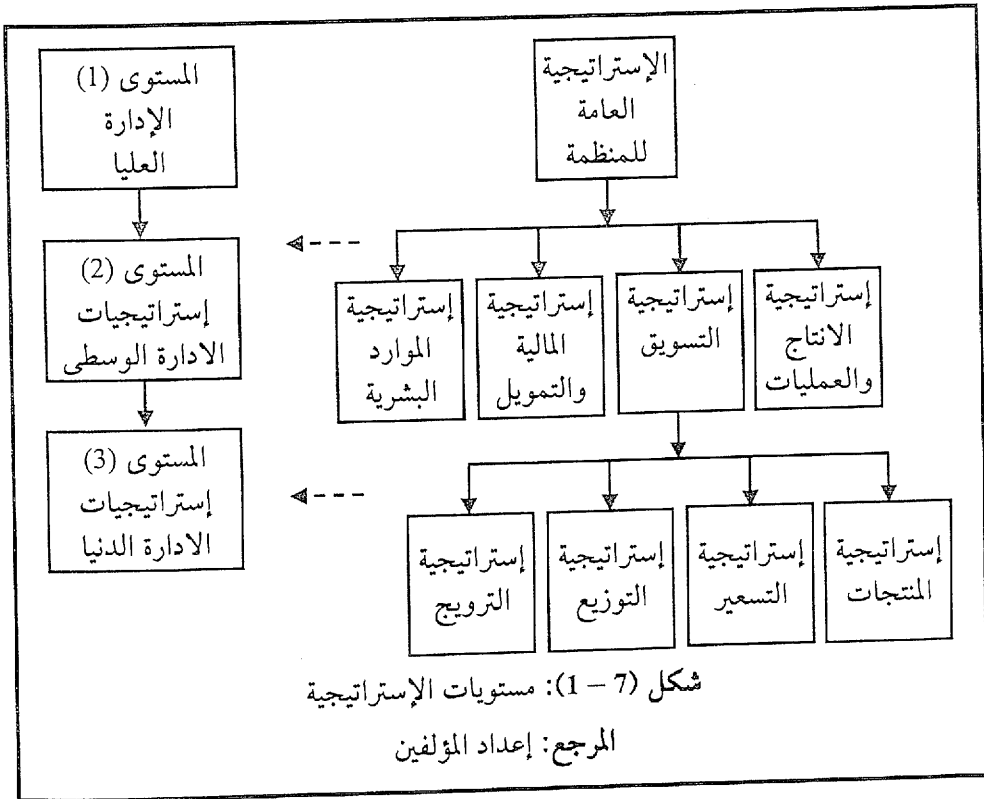 الإستراتيجية
العامة
للمنظمة
المستوى (1)
الإدارة
العليا
إستراتيجية
الانتاج
والعمليات
إستراتيجية
التسويق
إستراتيجية
المالية
والتمويل
إستراتيجية
الموارد
البشرية
المستوى (2)
إستراتيجيات
الادارة الوسطى
إستراتيجية
المنتجات
إستراتيجية
التسعير
إستراتيجية
التوزيع
إستراتيجية
الترويج
المستوى (3)
إستراتيجيات
الادارة الدنيا
شكل (7 – 1): مستويات الإستراتيجية
المرجع: إعداد المؤلفين